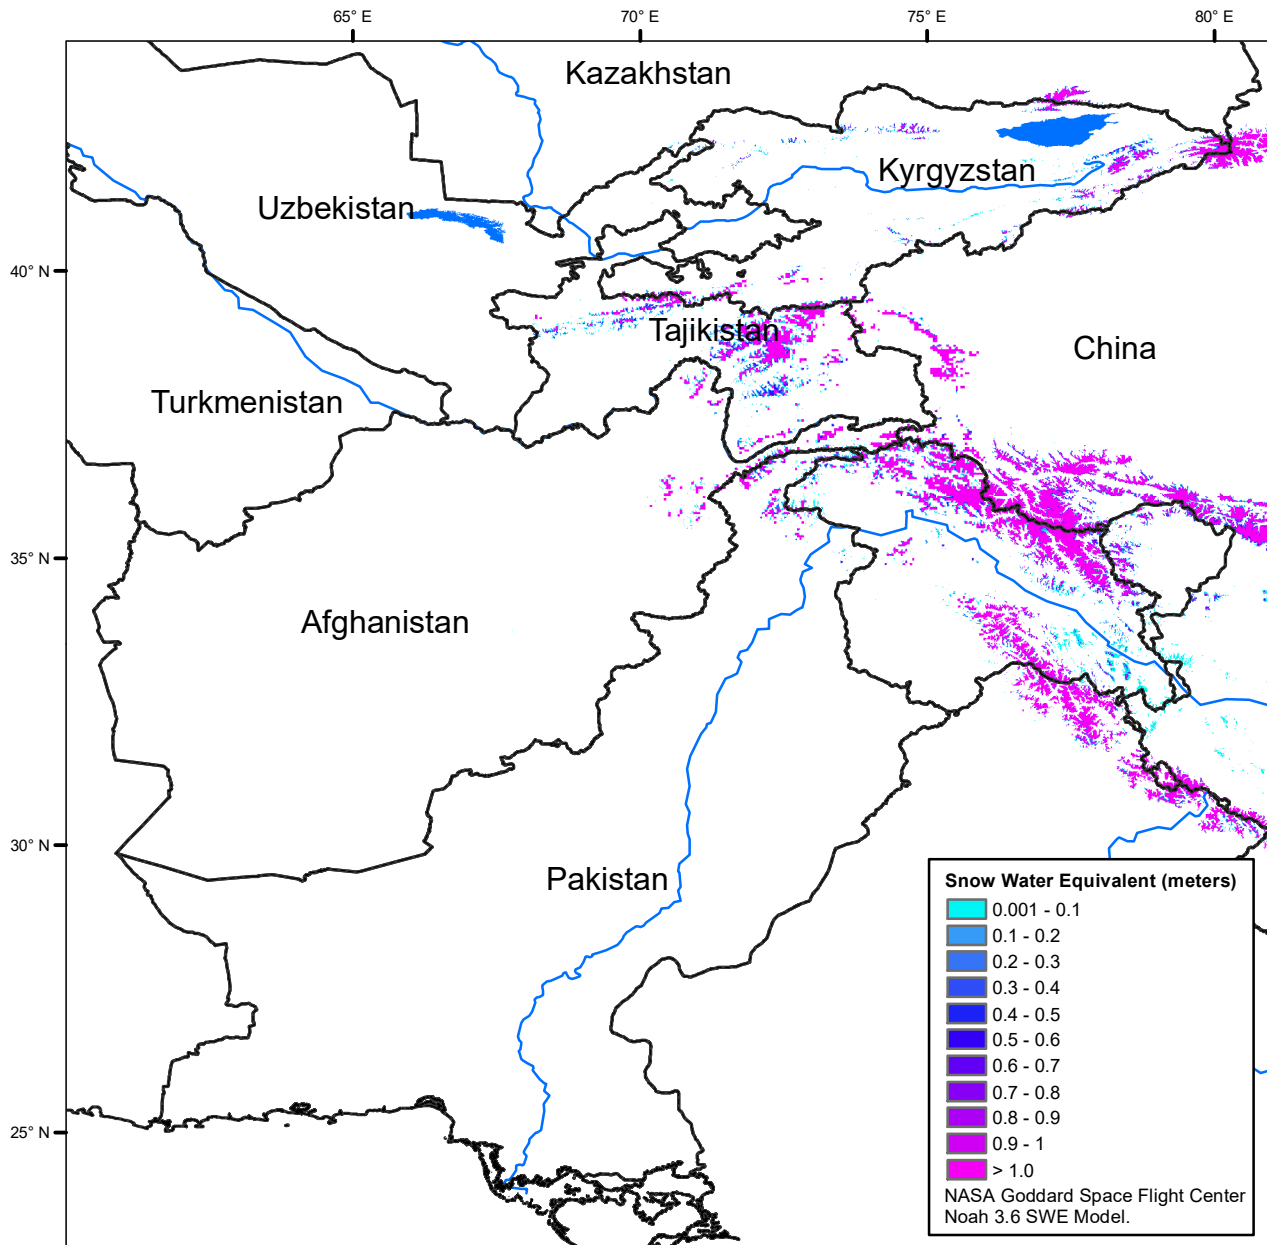 65° E
70° E
75° E
80° E
Kazakhstan
Kyrgyzstan
Uzbekistan
40° N
Tajikistan
China
Turkmenistan
35° N
Afghanistan
30° N
Pakistan
25° N
Snow Water Equivalent (meters)
0.001 - 0.1
0.1 - 0.2
0.2 - 0.3
0.3 - 0.4
0.4 - 0.5
0.5 - 0.6
0.6 - 0.7
0.7 - 0.8
0.8 - 0.9
0.9 - 1
> 1.0
NASA Goddard Space Flight Center
Noah 3.6 SWE Model.